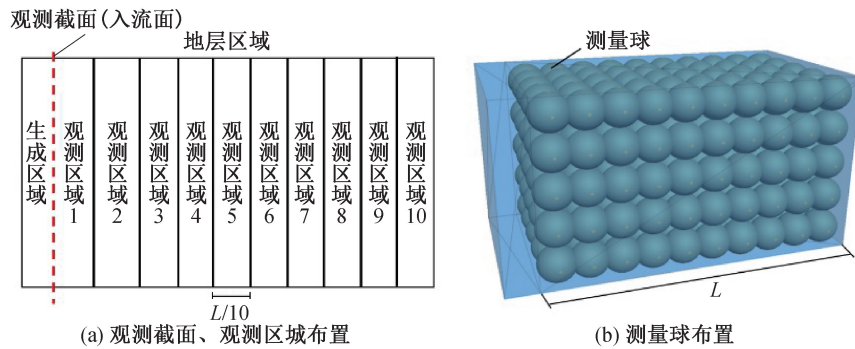 观测截面(入流面)
地层区域
生成区域
观测区域1
观测区域2
观测区域3
观测区域4
观测区域5
观测区域6
观测区域7
观测区域8
观测区域9
观测区域10
L/10
(a) 观测截面、观测区城布置
测量球
L
(b) 测量球布置